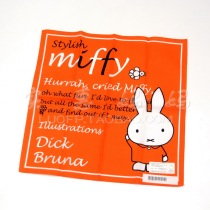 Stylish
miffy
Hurrah, cried Miffy,
oh what fun, I'd love to
but all the same I'd better
and find out if I
Illustrations
Dick
Bruna